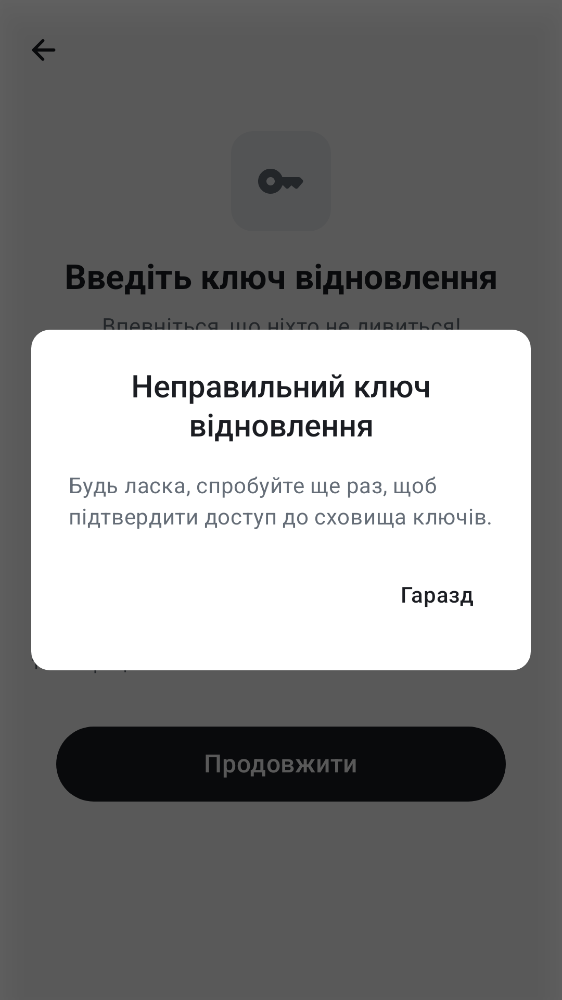 Введіть ключ відновлення
Впевніться, що ніхто не дивиться!
Неправильний ключ
відновлення
Будь ласка, спробуйте ще раз, щоб
підтвердити доступ до сховища ключів.
Гаразд
Продовжити